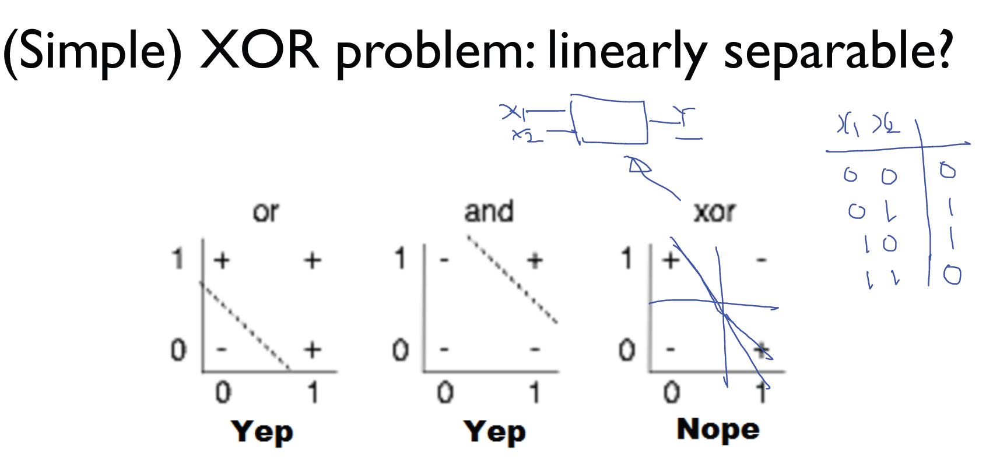 (Simple) XOR problem: linearly separable?
X1 Y
X2
X1 X2
0 0 0
0 1 1
1 0 1
1 1 0
or and xor
1 + + 1 - + 1 + -
0 - + 0 - - 0 - +
0 1 0 1 0 1
Yep Yep Nope